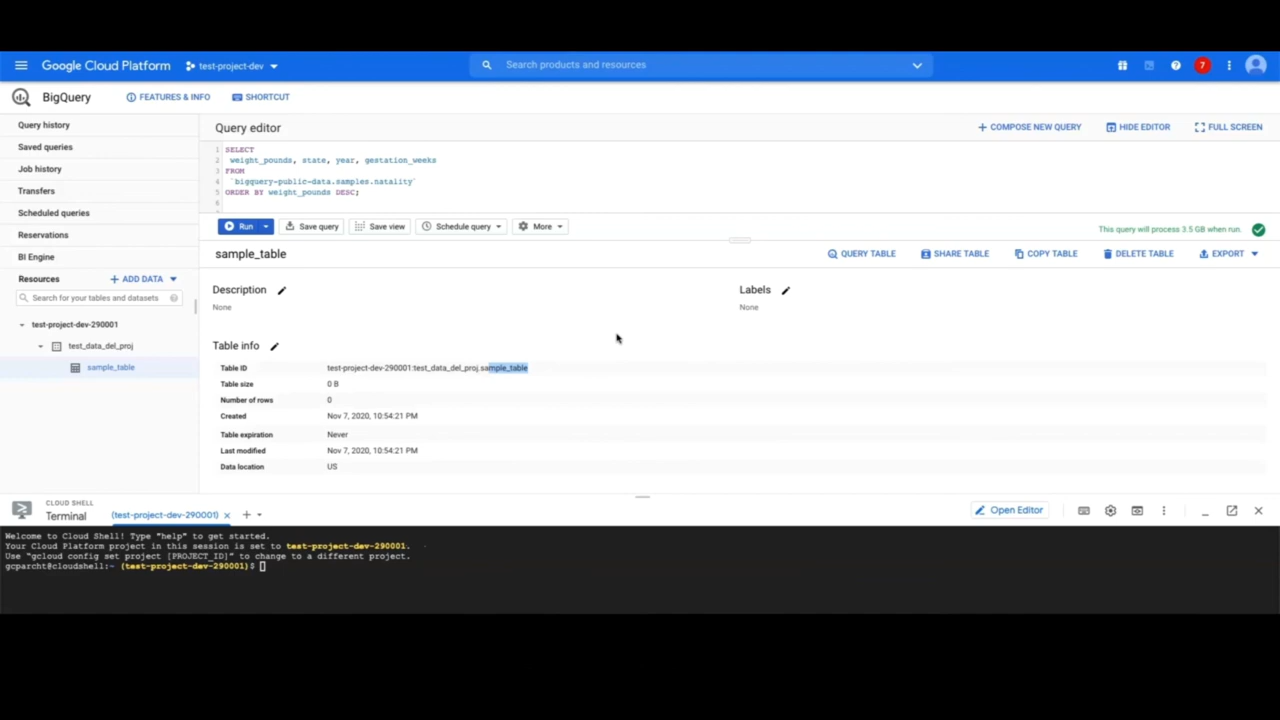 Google Cloud Platform test-project-dev Search products and resources 7
BigQuery FEATURES & INFO SHORTCUT
Query history
Saved queries
Job history
Transfers
Scheduled queries
Reservations
BI Engine
Resources ADD DATA
Search for your tables and datasets
test-project-dev-290001
test_data_del_proj
sample_table
Query editor COMPOSE NEW QUERY HIDE EDITOR FULL SCREEN
1 SELECT
2 weight_pounds, state, year, gestation_weeks
3 FROM
4 `bigquery-public-data.samples.natality`
5 ORDER BY weight_pounds DESC;
6
Run Save query Save view Schedule query More This query will process 3.5 GB when run.
sample_table QUERY TABLE SHARE TABLE COPY TABLE DELETE TABLE EXPORT
Description Labels
None None
Table info
Table ID test-project-dev-290001:test_data_del_proj.sample_table
Table size 0 B
Number of rows 0
Created Nov 7, 2020, 10:54:21 PM
Table expiration Never
Last modified Nov 7, 2020, 10:54:21 PM
Data location US
CLOUD SHELL
Terminal (test-project-dev-290001) Open Editor
Welcome to Cloud Shell! Type "help" to get started.
Your Cloud Platform project in this session is set to test-project-dev-290001.
Use "gcloud config set project [PROJECT_ID]" to change to a different project.
gcparcht@cloudshell:~ (test-project-dev-290001)$